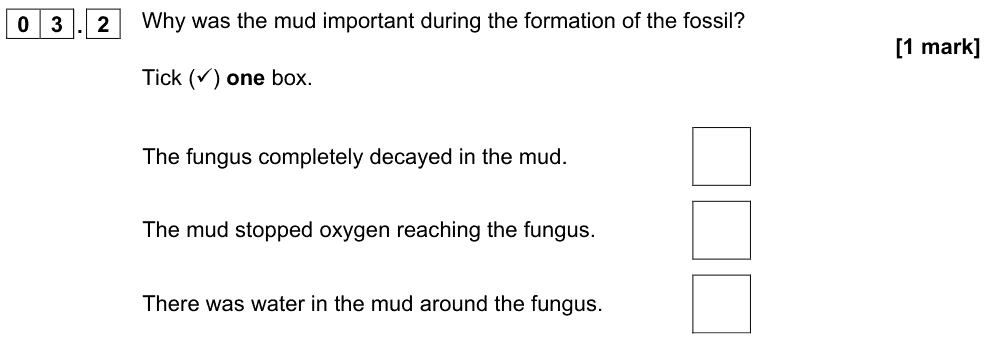 0 3 . 2 Why was the mud important during the formation of the fossil?
[1 mark]
Tick (✓) one box.
The fungus completely decayed in the mud.
The mud stopped oxygen reaching the fungus.
There was water in the mud around the fungus.